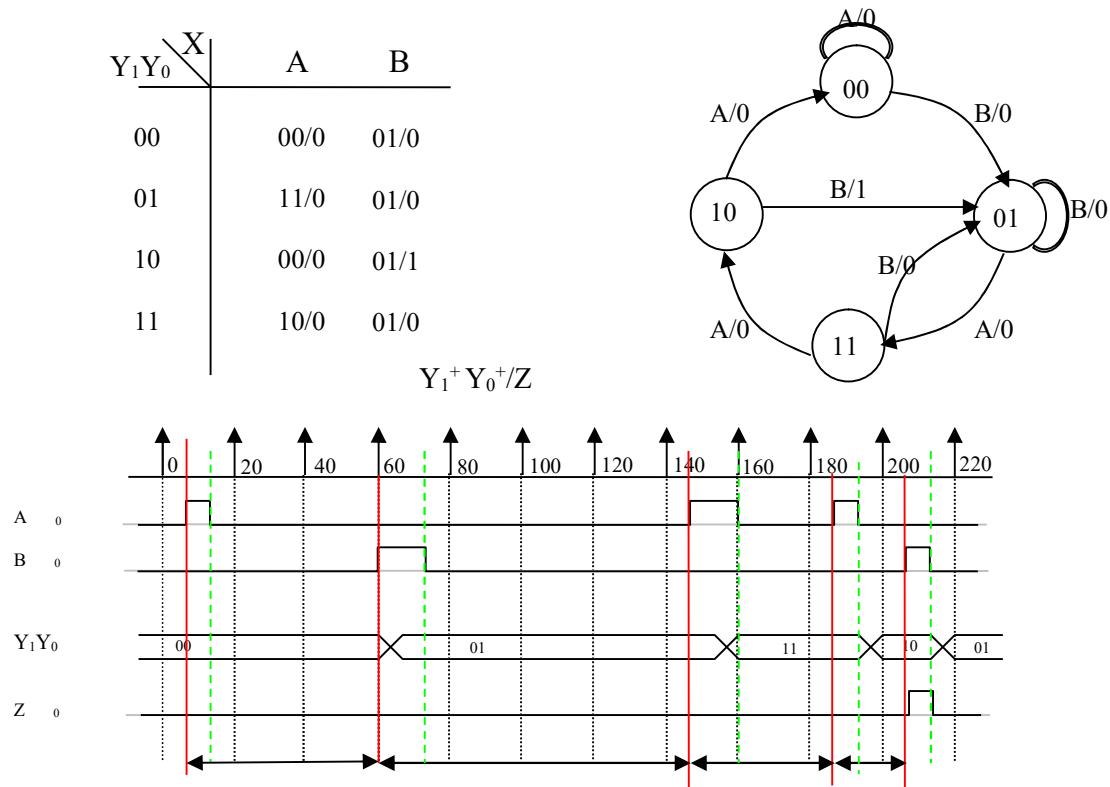 X
Y₁Y₀ A B
00 00/0 01/0
01 11/0 01/0
10 00/0 01/1
11 10/0 01/0
Y₁⁺ Y₀⁺/Z
A/0
00
A/0 B/0
10 B/1 01 B/0
B/0
A/0 11 A/0
0 20 40 60 80 100 120 140 160 180 200 220
A 0
B 0
Y₁Y₀ 00 01 11 10 01
Z 0